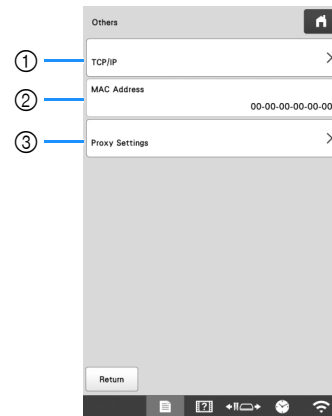 Others
① TCP/IP
② MAC Address
00-00-00-00-00-00
③ Proxy Settings
Return